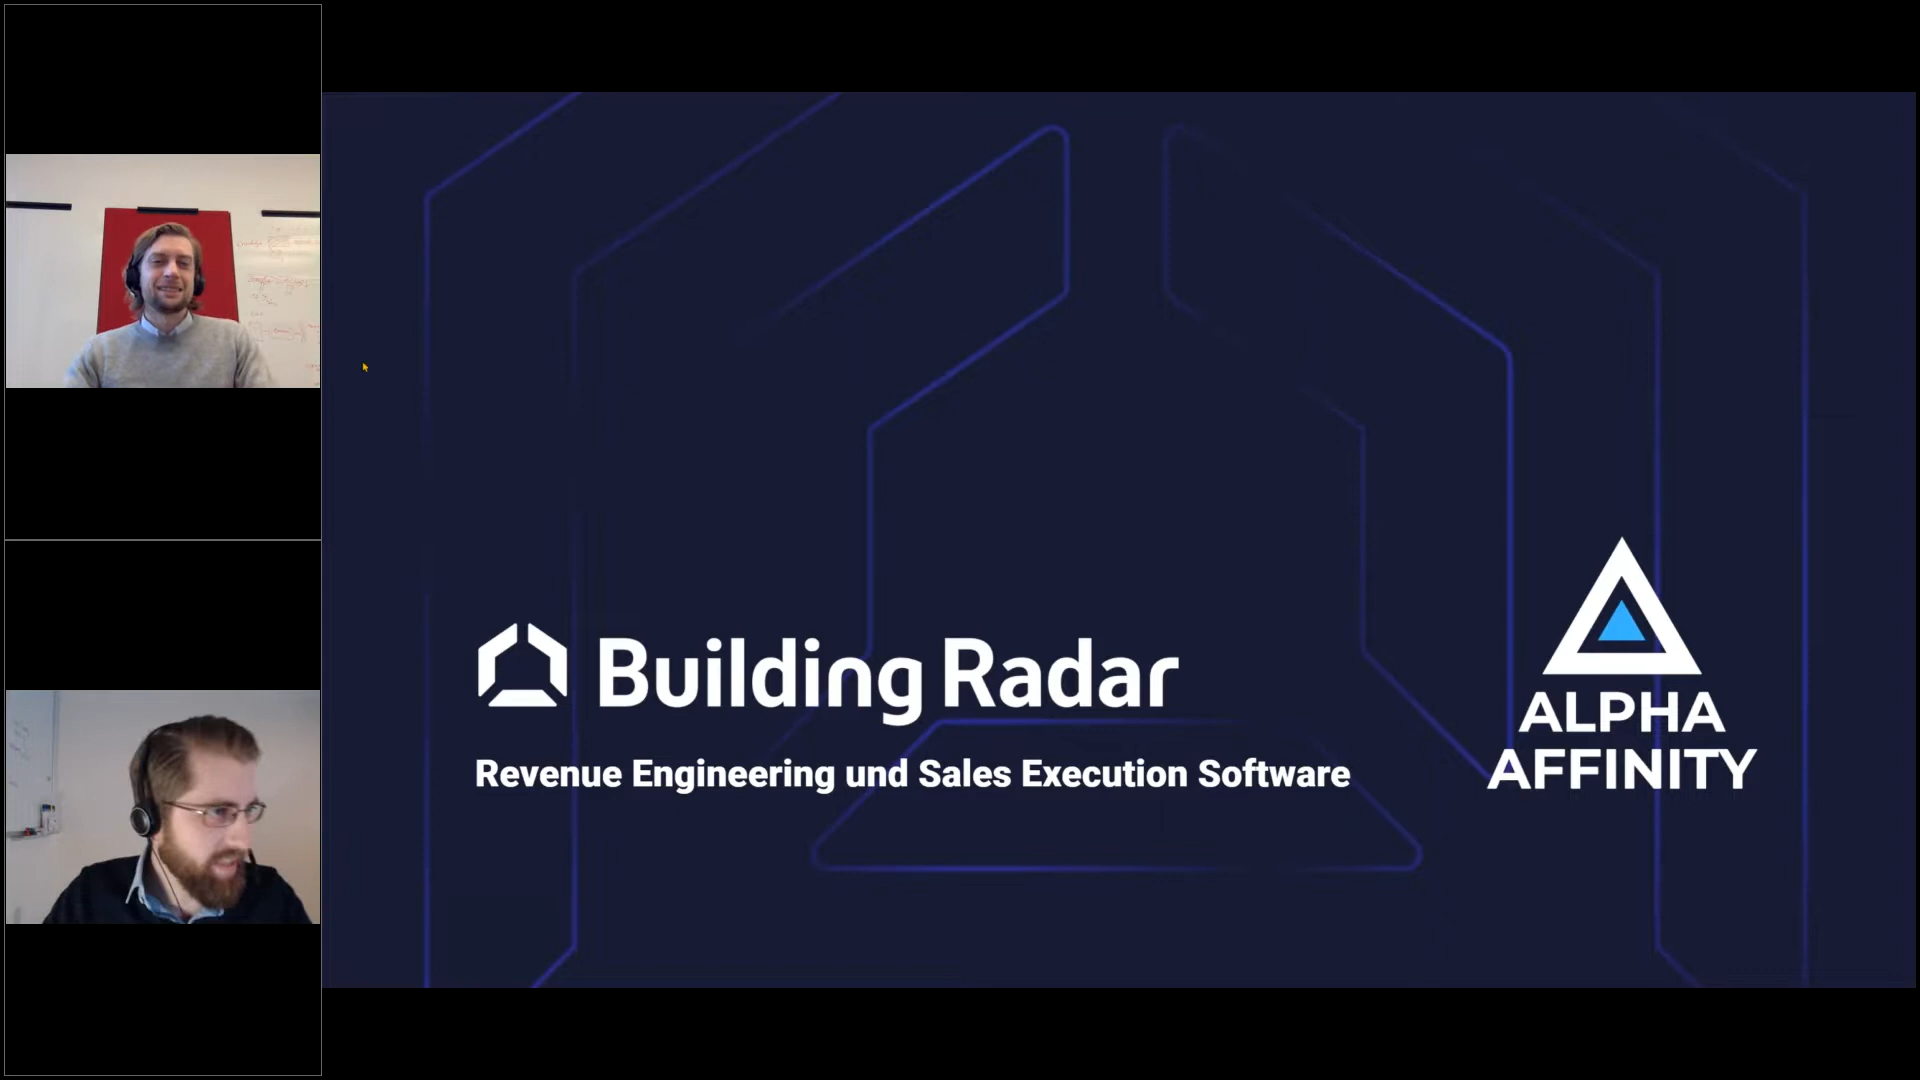 Building Radar
Revenue Engineering und Sales Execution Software
ALPHA
AFFINITY